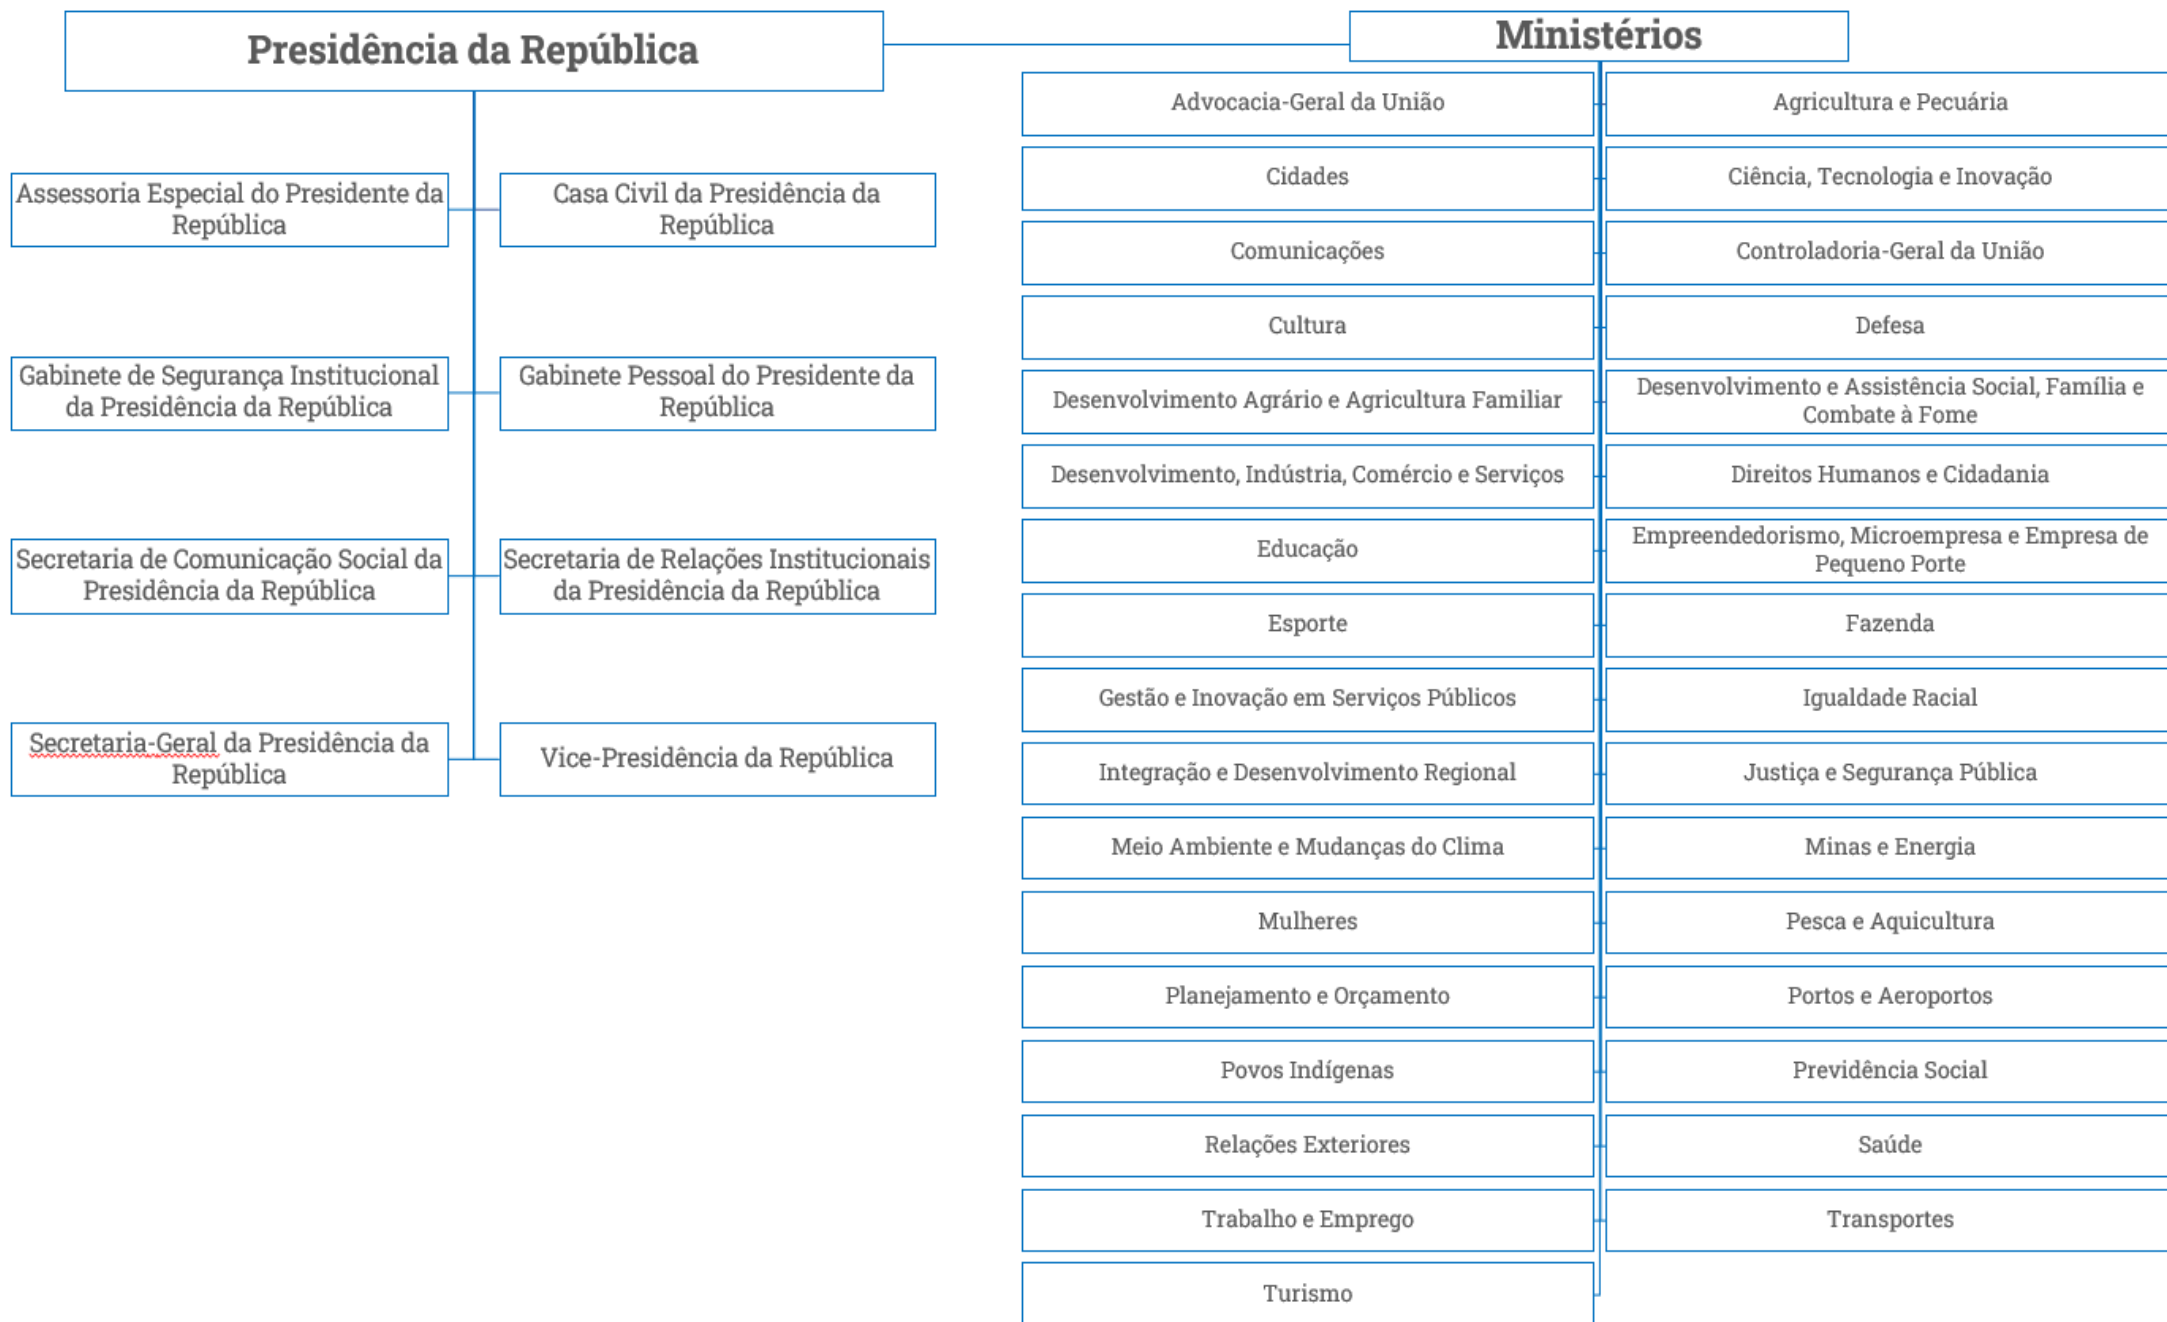 Presidência da República
Assessoria Especial do Presidente da
República
Casa Civil da Presidência da
República
Gabinete de Segurança Institucional
da Presidência da República
Gabinete Pessoal do Presidente da
República
Secretaria de Comunicação Social da
Presidência da República
Secretaria de Relações Institucionais
da Presidência da República
Secretaria-Geral da Presidência da
República
Vice-Presidência da República
Ministérios
Advocacia-Geral da União
Agricultura e Pecuária
Cidades
Ciência, Tecnologia e Inovação
Comunicações
Controladoria-Geral da União
Cultura
Defesa
Desenvolvimento Agrário e Agricultura Familiar
Desenvolvimento e Assistência Social, Família e
Combate à Fome
Desenvolvimento, Indústria, Comércio e Serviços
Direitos Humanos e Cidadania
Educação
Empreendedorismo, Microempresa e Empresa de
Pequeno Porte
Esporte
Fazenda
Gestão e Inovação em Serviços Públicos
Igualdade Racial
Integração e Desenvolvimento Regional
Justiça e Segurança Pública
Meio Ambiente e Mudanças do Clima
Minas e Energia
Mulheres
Pesca e Aquicultura
Planejamento e Orçamento
Portos e Aeroportos
Povos Indígenas
Previdência Social
Relações Exteriores
Saúde
Trabalho e Emprego
Transportes
Turismo